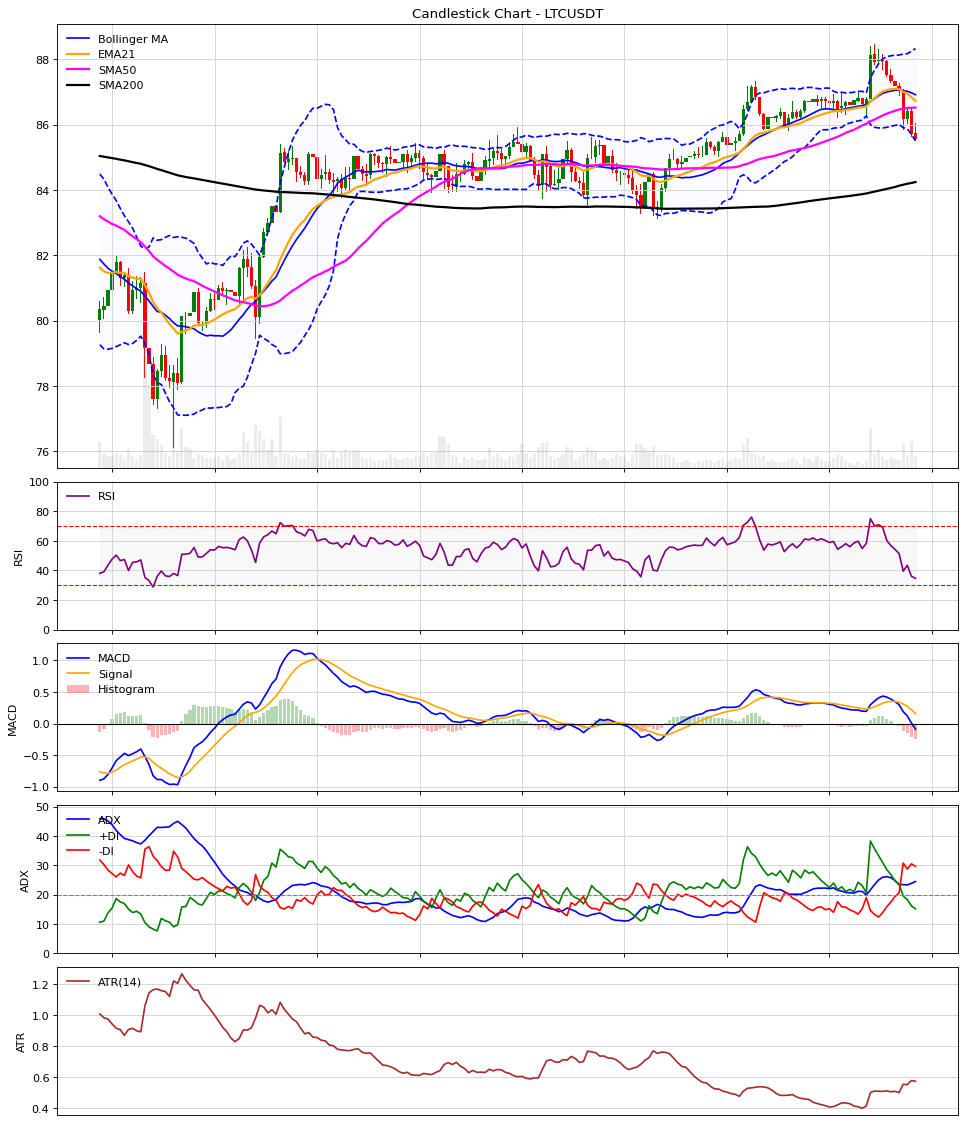 Candlestick Chart - LTCUSDT
Bollinger MA
EMA21
SMA50
SMA200
88
86
84
82
80
78
76
RSI
RSI
100
80
60
40
20
0
MACD
Signal
Histogram
MACD
1.0
0.5
0.0
−0.5
−1.0
ADX
+DI
-DI
ADX
50
40
30
20
10
0
ATR(14)
ATR
1.2
1.0
0.8
0.6
0.4